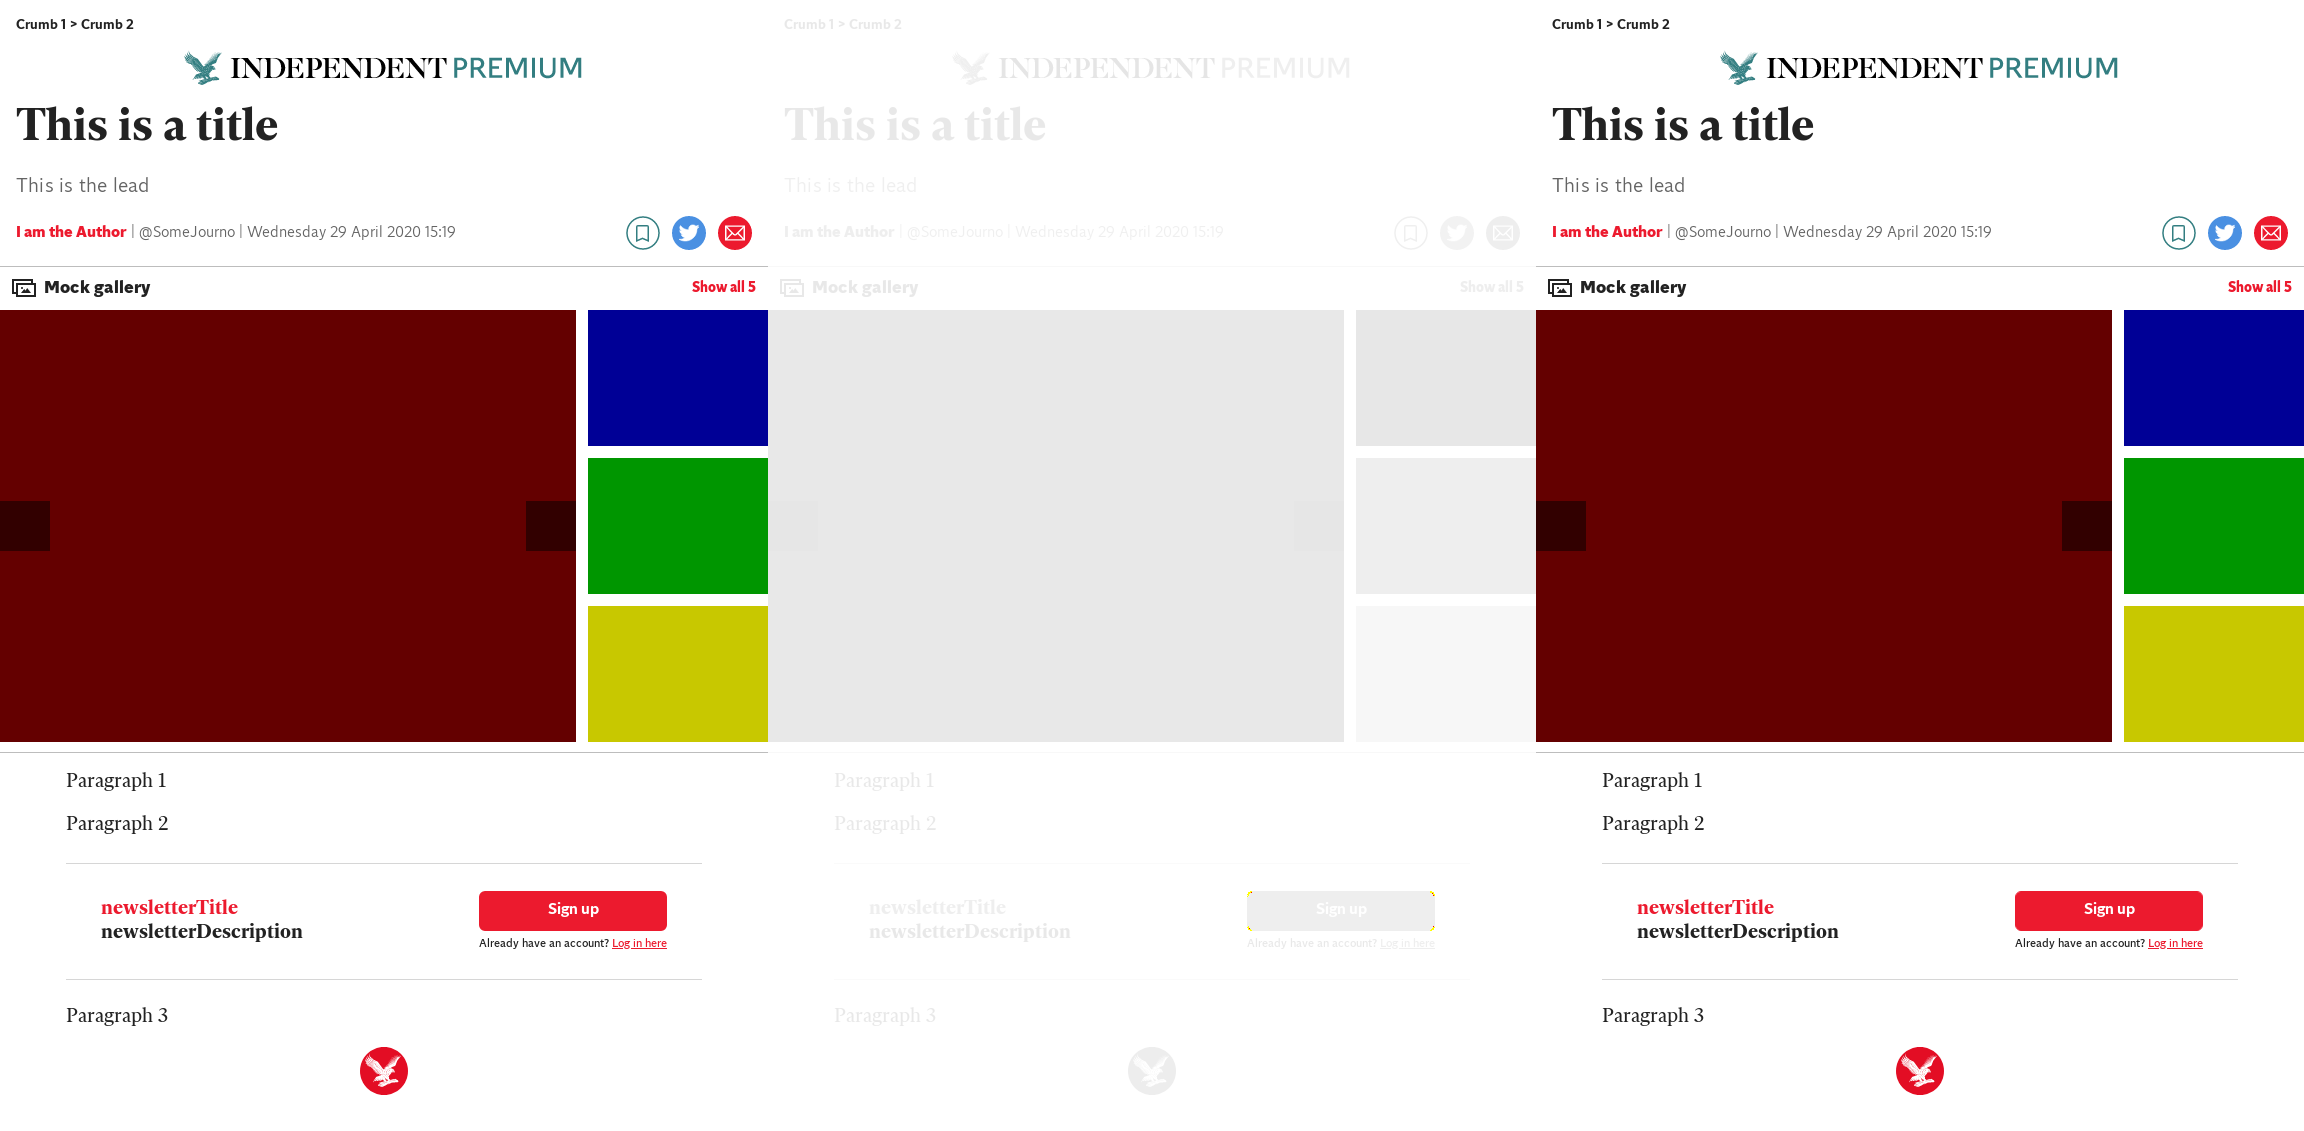 Crumb 1 > Crumb 2
INDEPENDENT PREMIUM
This is a title
This is the lead
I am the Author | @SomeJourno | Wednesday 29 April 2020 15:19
Mock gallery Show all 5
Paragraph 1
Paragraph 2
newsletterTitle
newsletterDescription
Sign up
Already have an account? Log in here
Paragraph 3
Crumb 1 > Crumb 2
INDEPENDENT PREMIUM
This is a title
This is the lead
I am the Author | @SomeJourno | Wednesday 29 April 2020 15:19
Mock gallery Show all 5
Paragraph 1
Paragraph 2
newsletterTitle
newsletterDescription
Sign up
Already have an account? Log in here
Paragraph 3
Crumb 1 > Crumb 2
INDEPENDENT PREMIUM
This is a title
This is the lead
I am the Author | @SomeJourno | Wednesday 29 April 2020 15:19
Mock gallery Show all 5
Paragraph 1
Paragraph 2
newsletterTitle
newsletterDescription
Sign up
Already have an account? Log in here
Paragraph 3